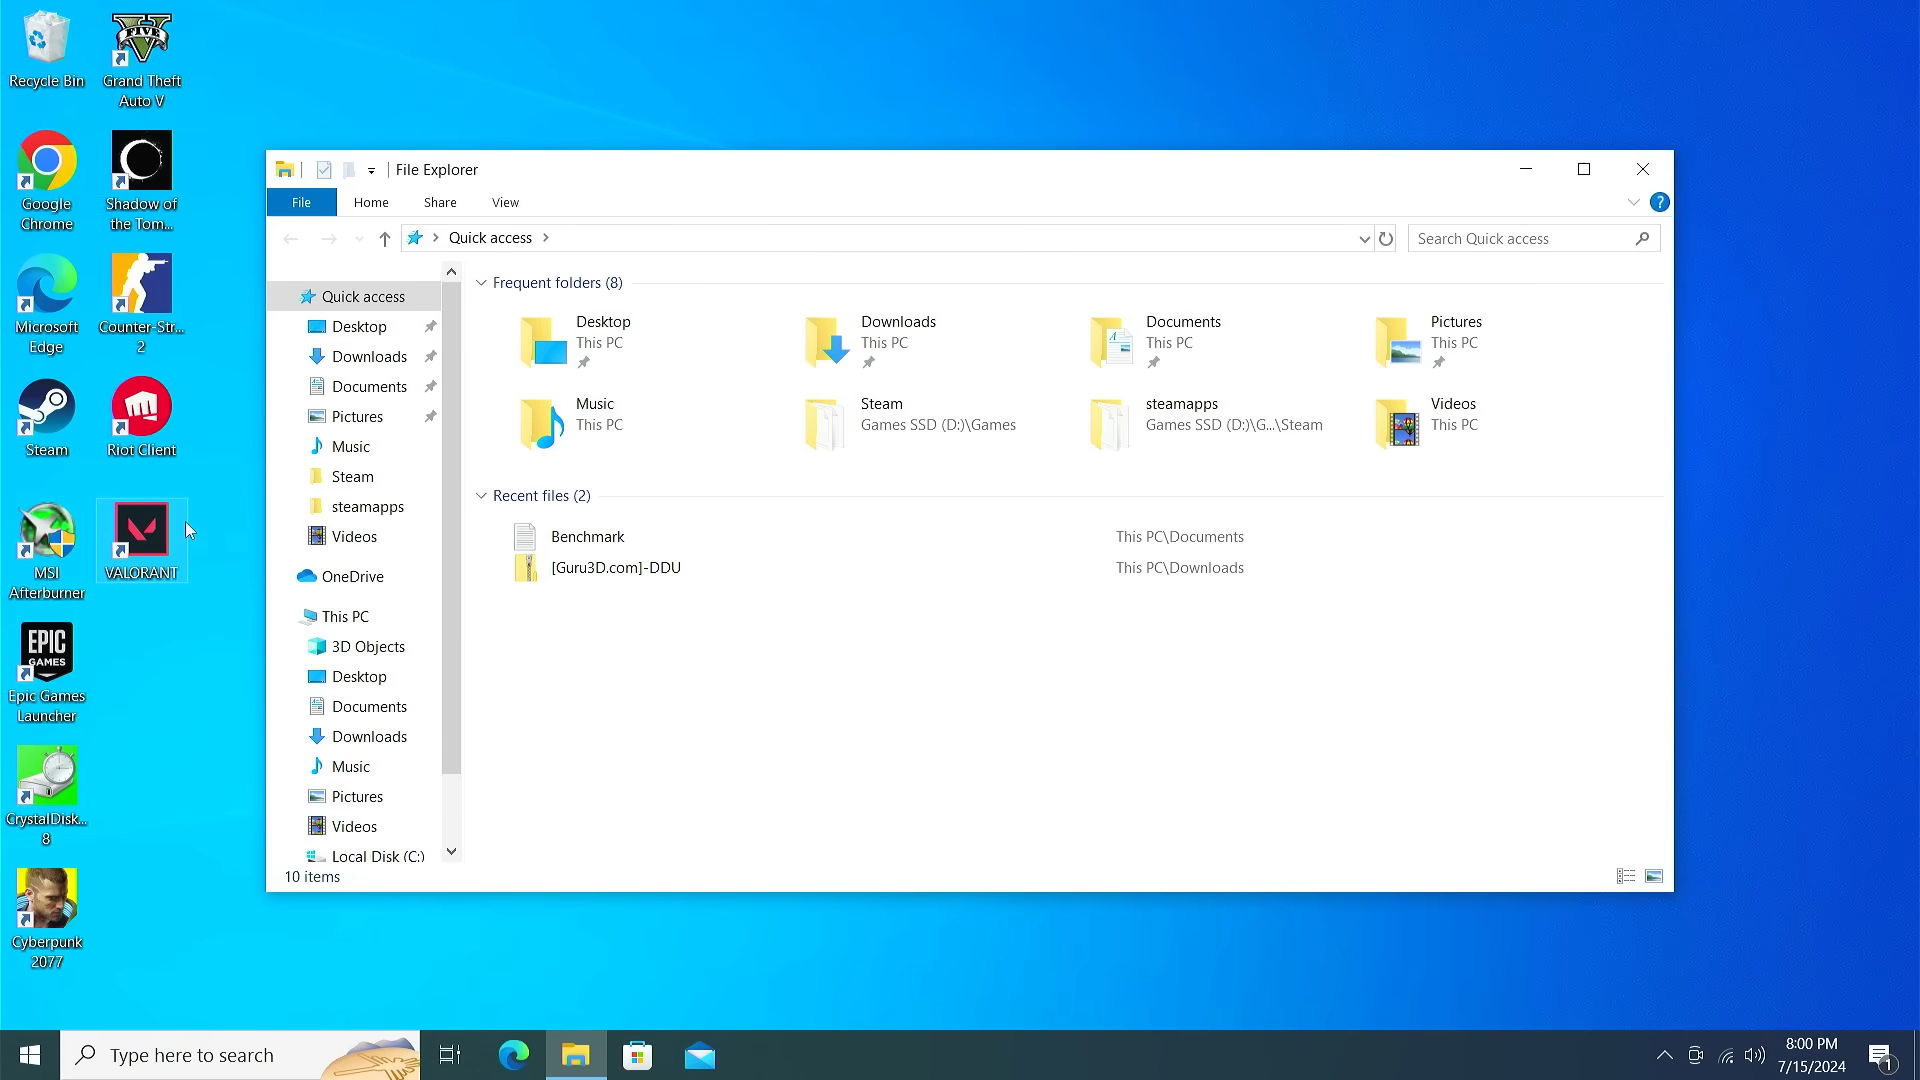 Recycle Bin
FIVE
Grand Theft
Auto V
Google
Chrome
Shadow of
the Tom...
Microsoft
Edge
Counter-Str...
2
Steam
Riot Client
MSI
Afterburner
VALORANT
EPIC
GAMES
Epic Games
Launcher
CrystalDisk...
8
Cyberpunk
2077
File Explorer
File
Home
Share
View
?
Quick access
Search Quick access
Quick access
Desktop
Downloads
Documents
Pictures
Music
Steam
steamapps
Videos
OneDrive
This PC
3D Objects
Desktop
Documents
Downloads
Music
Pictures
Videos
Local Disk (C:)
Frequent folders (8)
Desktop
This PC
Downloads
This PC
Documents
This PC
Pictures
This PC
Music
This PC
Steam
Games SSD (D:)\Games
steamapps
Games SSD (D:)\G...\Steam
Videos
This PC
Recent files (2)
Benchmark
This PC\Documents
[Guru3D.com]-DDU
This PC\Downloads
10 items
Type here to search
8:00 PM
7/15/2024
1